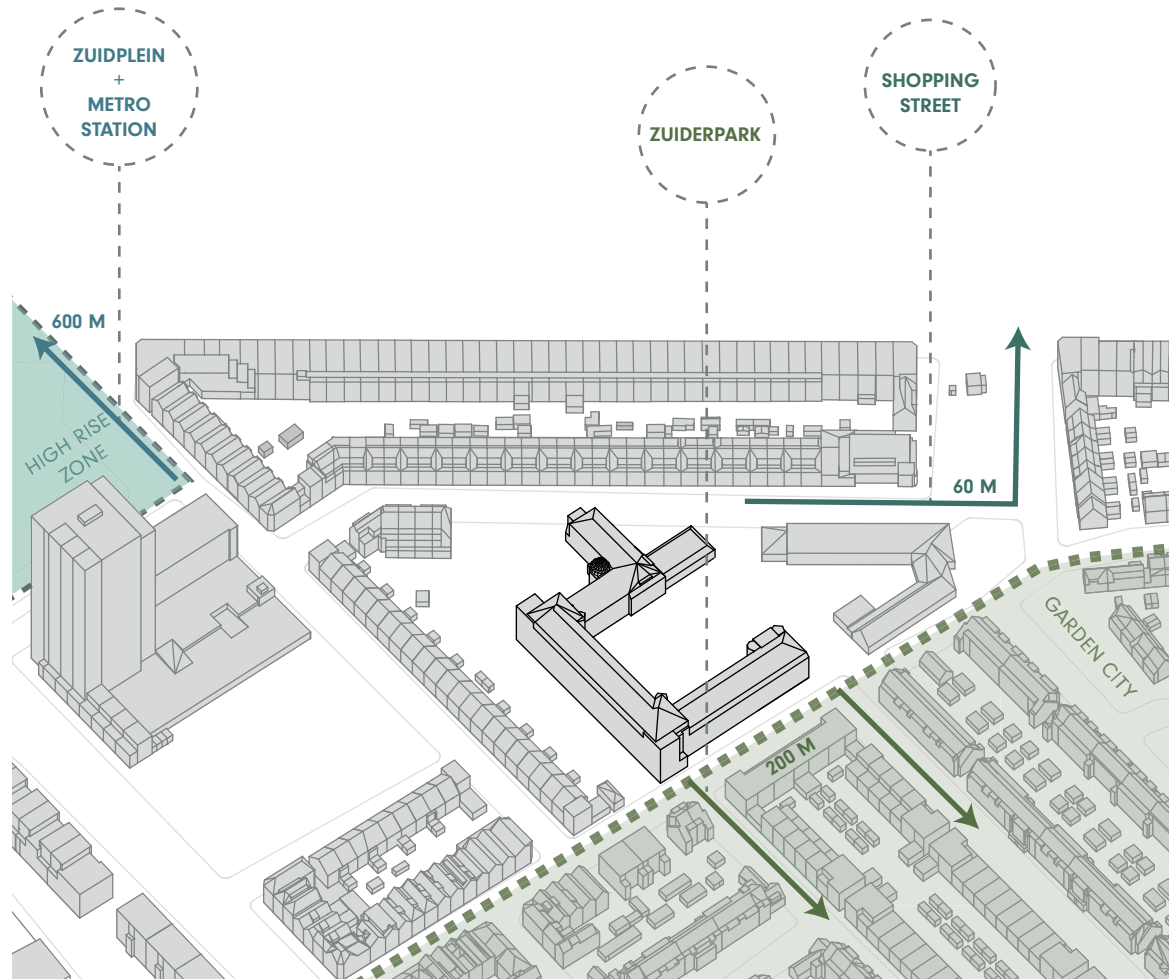 ZUIDPLEIN
+
METRO
STATION
ZUIDERPARK
SHOPPING
STREET
600 M
HIGH RISE
ZONE
60 M
GARDEN CITY
200 M